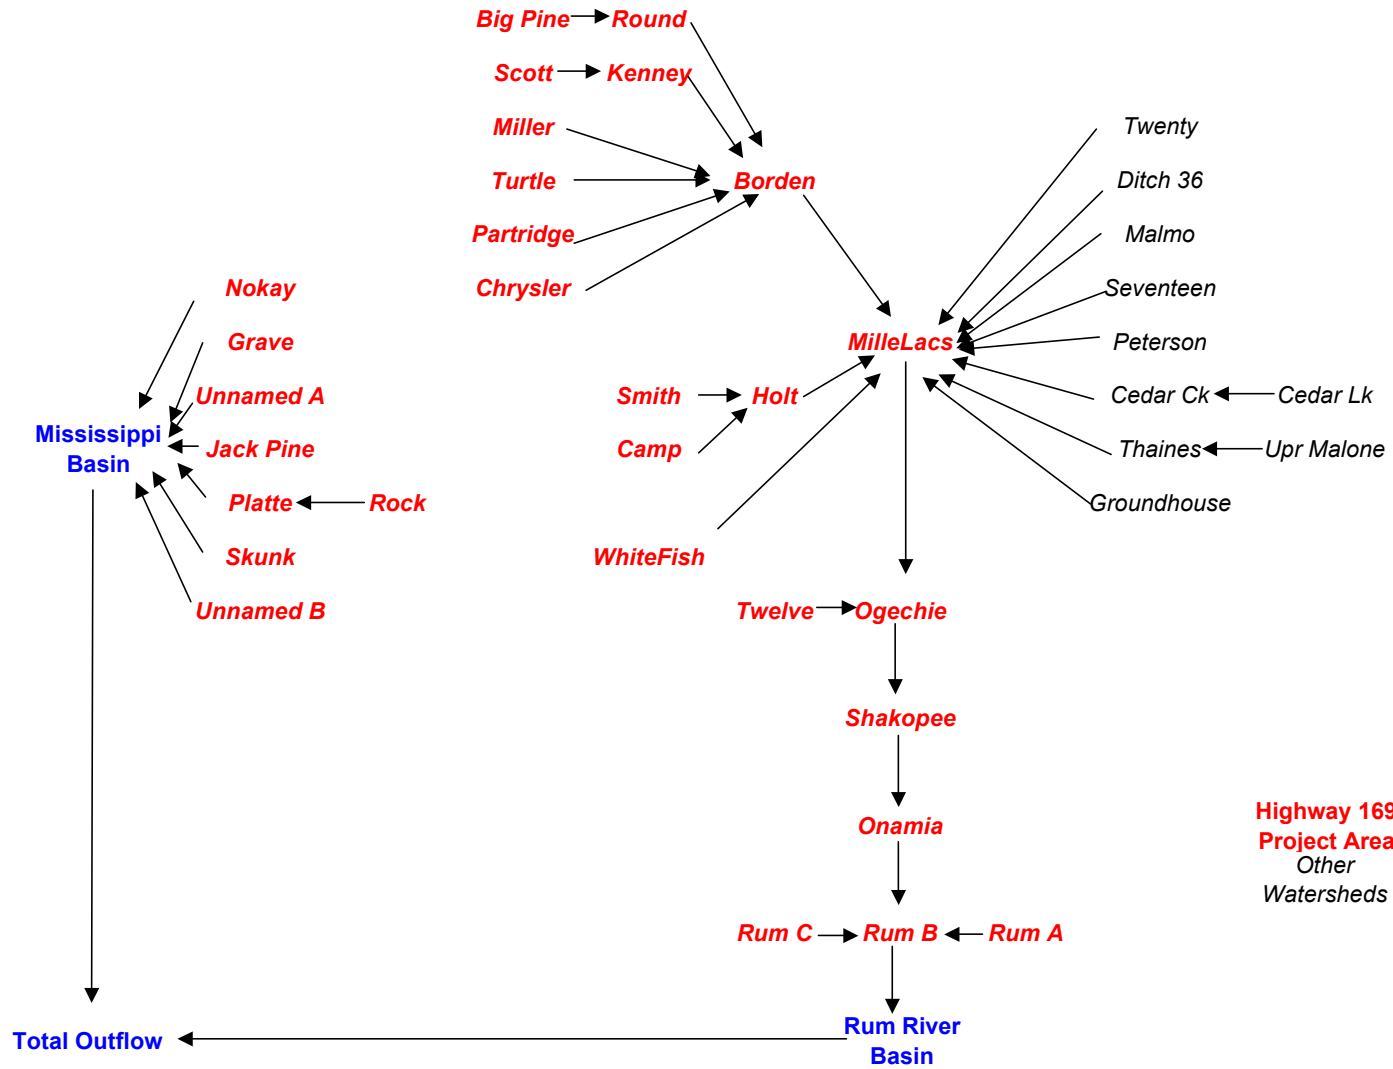 Big Pine Round
Scott Kenney
Miller
Twenty
Turtle Borden Ditch 36
Partridge Malmo
Nokay Chrysler Seventeen
Grave MilleLacs Peterson
Unnamed A Smith Holt Cedar Ck Cedar Lk
Mississippi
Basin
Jack Pine Camp Thaines Upr Malone
Platte Rock Groundhouse
Skunk WhiteFish
Unnamed B Twelve Ogechie
Shakopee
Onamia
Highway 169
Project Area
Other
Watersheds
Rum C Rum B Rum A
Total Outflow
Rum River
Basin